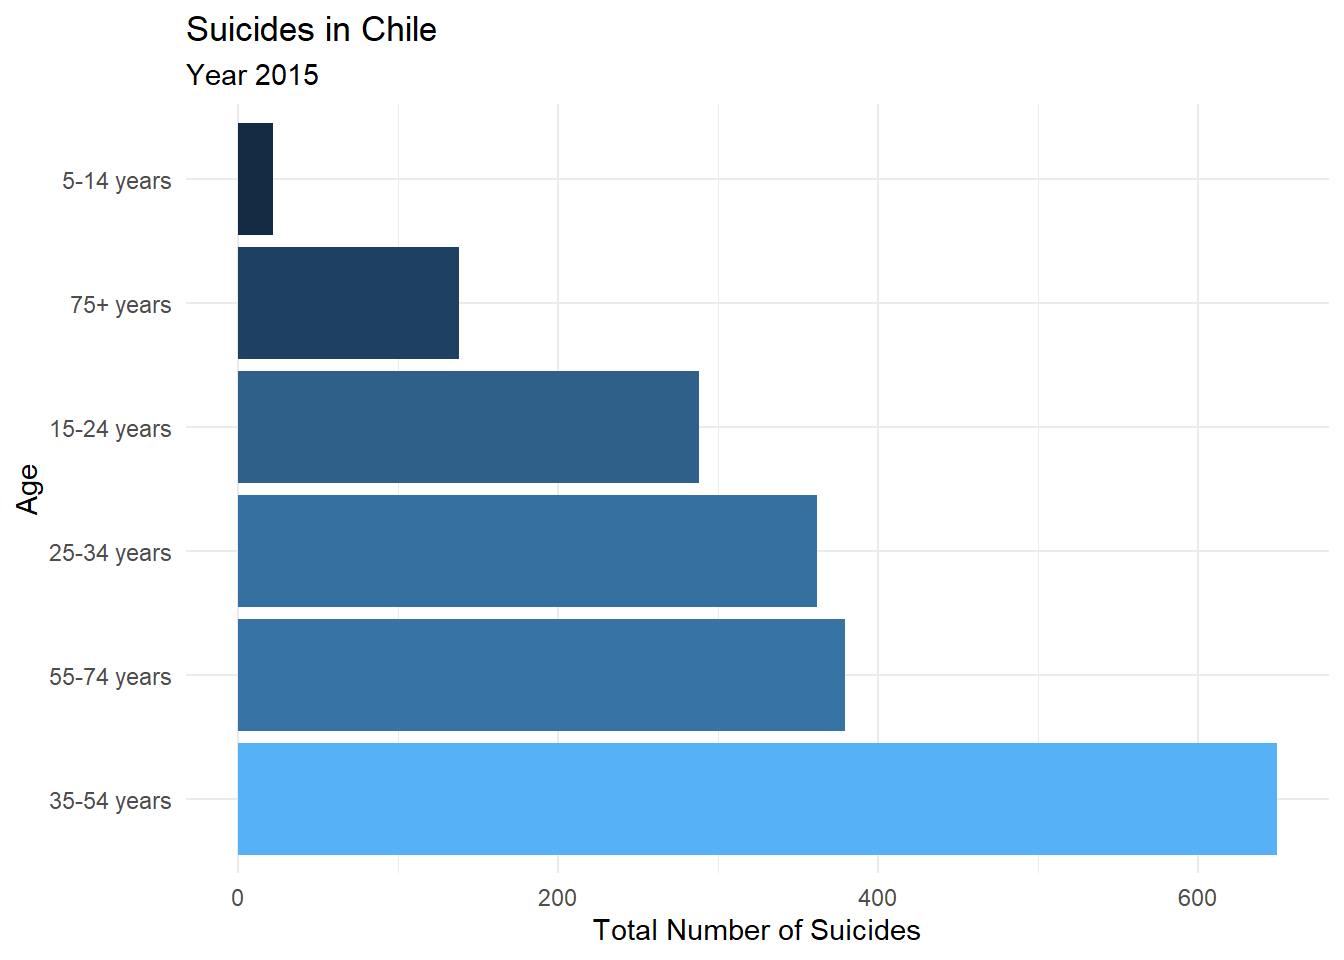 Suicides in Chile
Year 2015
Age
5-14 years
75+ years
15-24 years
25-34 years
55-74 years
35-54 years
0 200 400 600
Total Number of Suicides